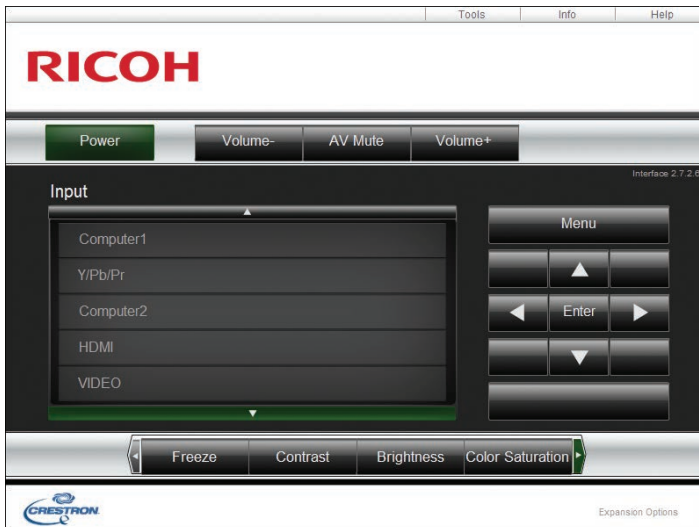 Tools Info Help
RICOH
Power Volume- AV Mute Volume+
Interface 2.7.2.6
Input
Computer1
Y/Pb/Pr
Computer2
HDMI
VIDEO
Menu
Enter
Freeze Contrast Brightness Color Saturation
CRESTRON
Expansion Options